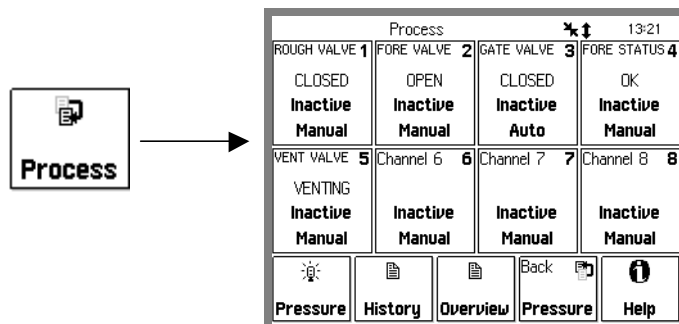 Process
Process 13:21
ROUGH VALVE 1 FORE VALVE 2 GATE VALVE 3 FORE STATUS 4
CLOSED OPEN CLOSED OK
Inactive Inactive Inactive Inactive
Manual Manual Auto Manual
VENT VALVE 5 Channel 6 6 Channel 7 7 Channel 8 8
VENTING
Inactive Inactive Inactive Inactive
Manual Manual Manual Manual
Back
Pressure History Overview Pressure Help